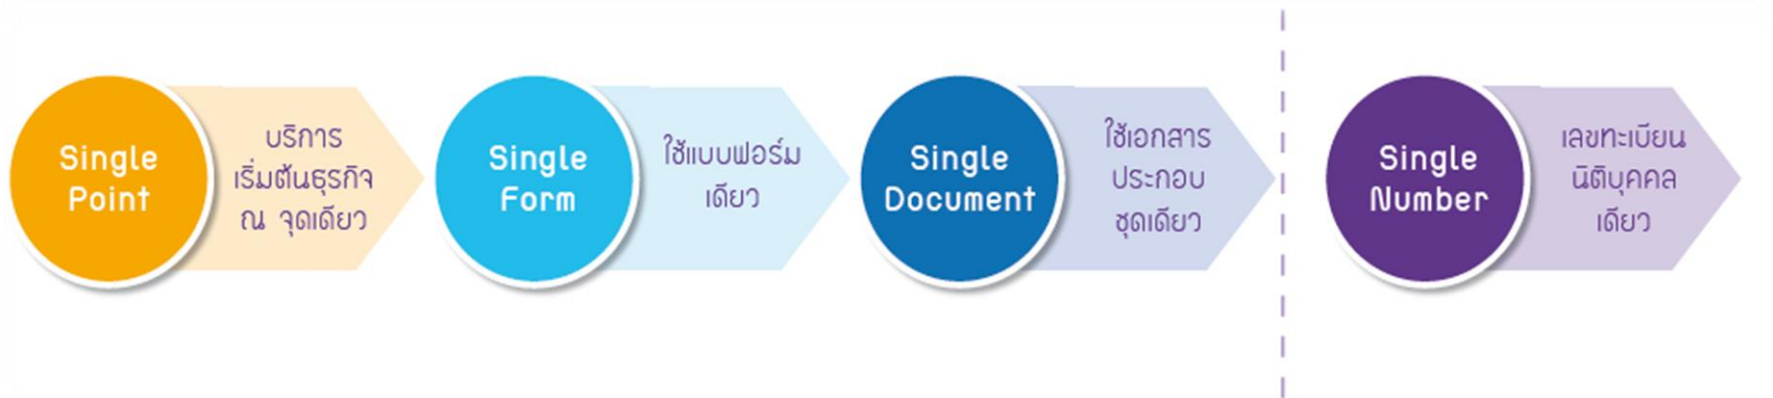 Single
Point
บริการ
เริ่มต้นธุรกิจ
ณ จุดเดียว
Single
Form
ใช้แบบฟอร์ม
เดียว
Single
Document
ใช้เอกสาร
ประกอบ
ชุดเดียว
Single
Number
เลขทะเบียน
นิติบุคคล
เดียว